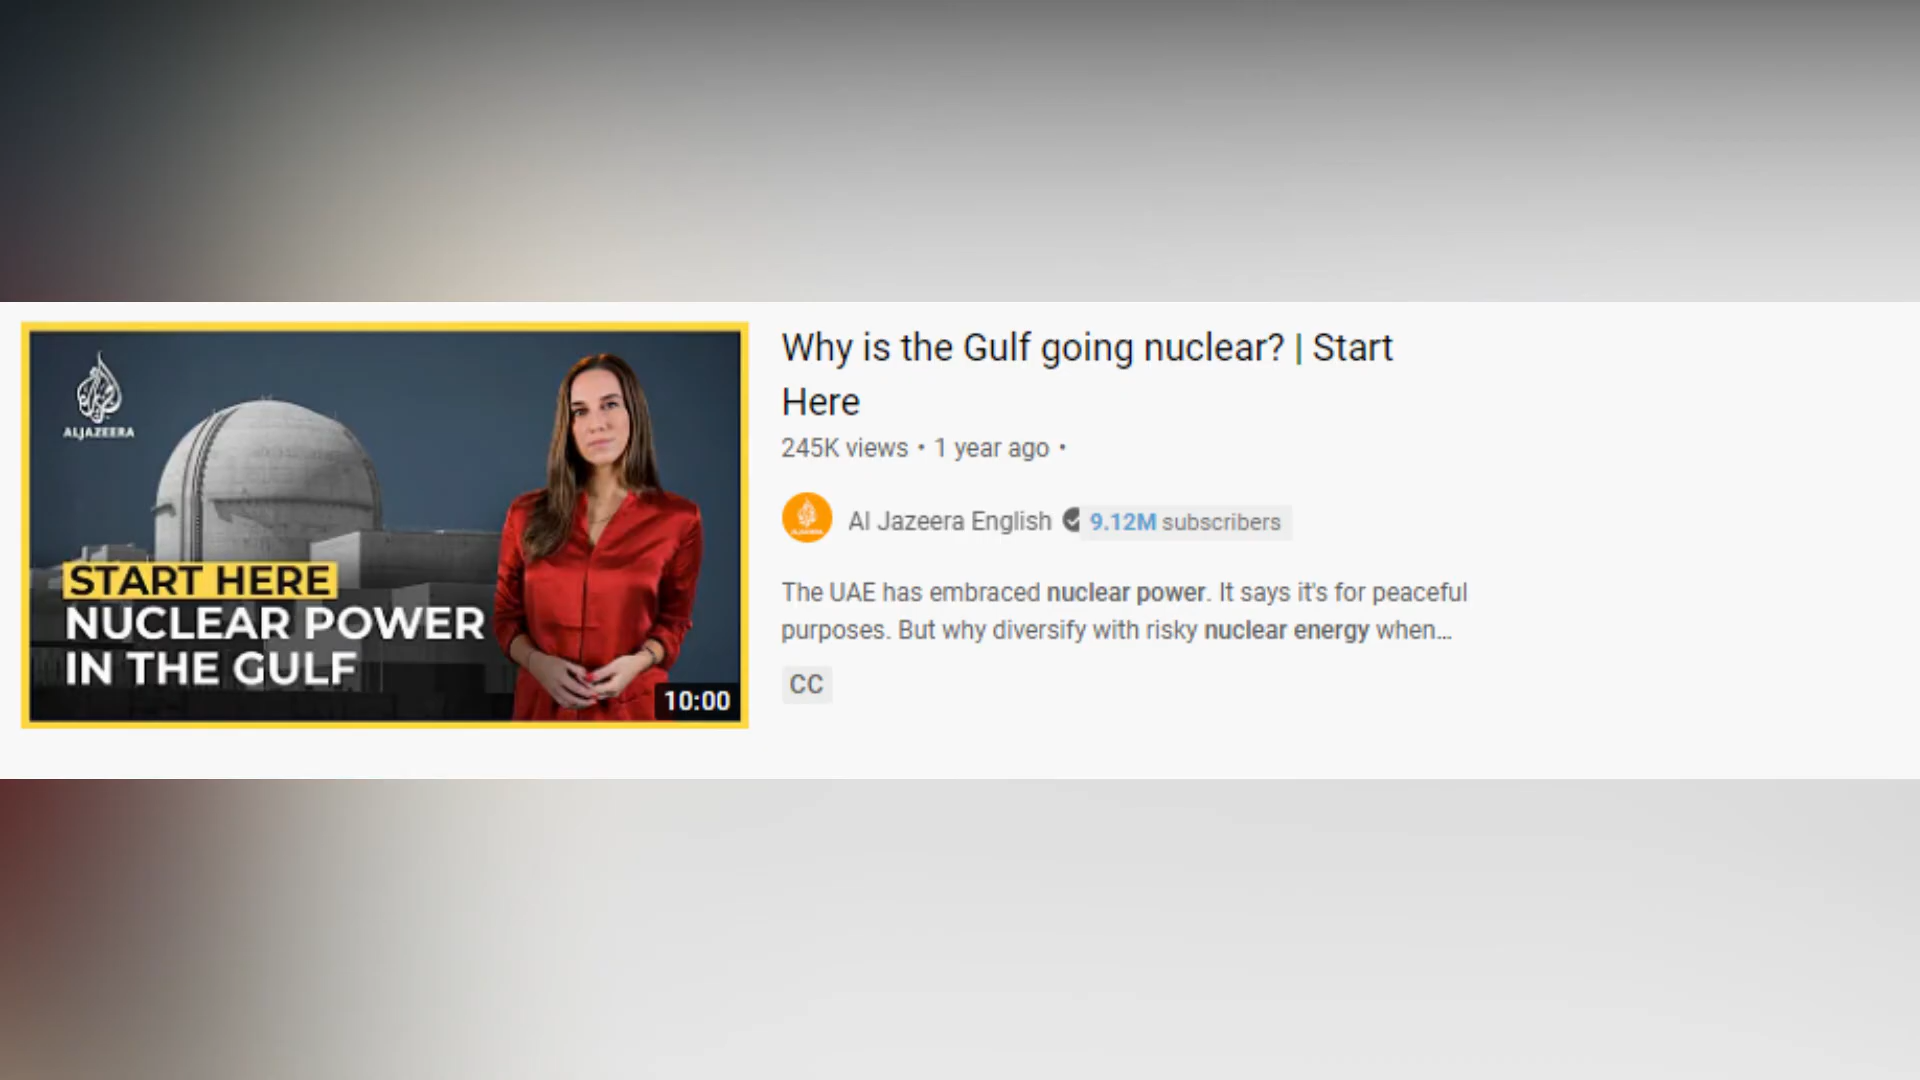 ALJAZEERA
START HERE
NUCLEAR POWER
IN THE GULF
10:00
Why is the Gulf going nuclear? | Start
Here
245K views • 1 year ago •
Al Jazeera English 9.12M subscribers
The UAE has embraced nuclear power. It says it's for peaceful
purposes. But why diversify with risky nuclear energy when...
CC